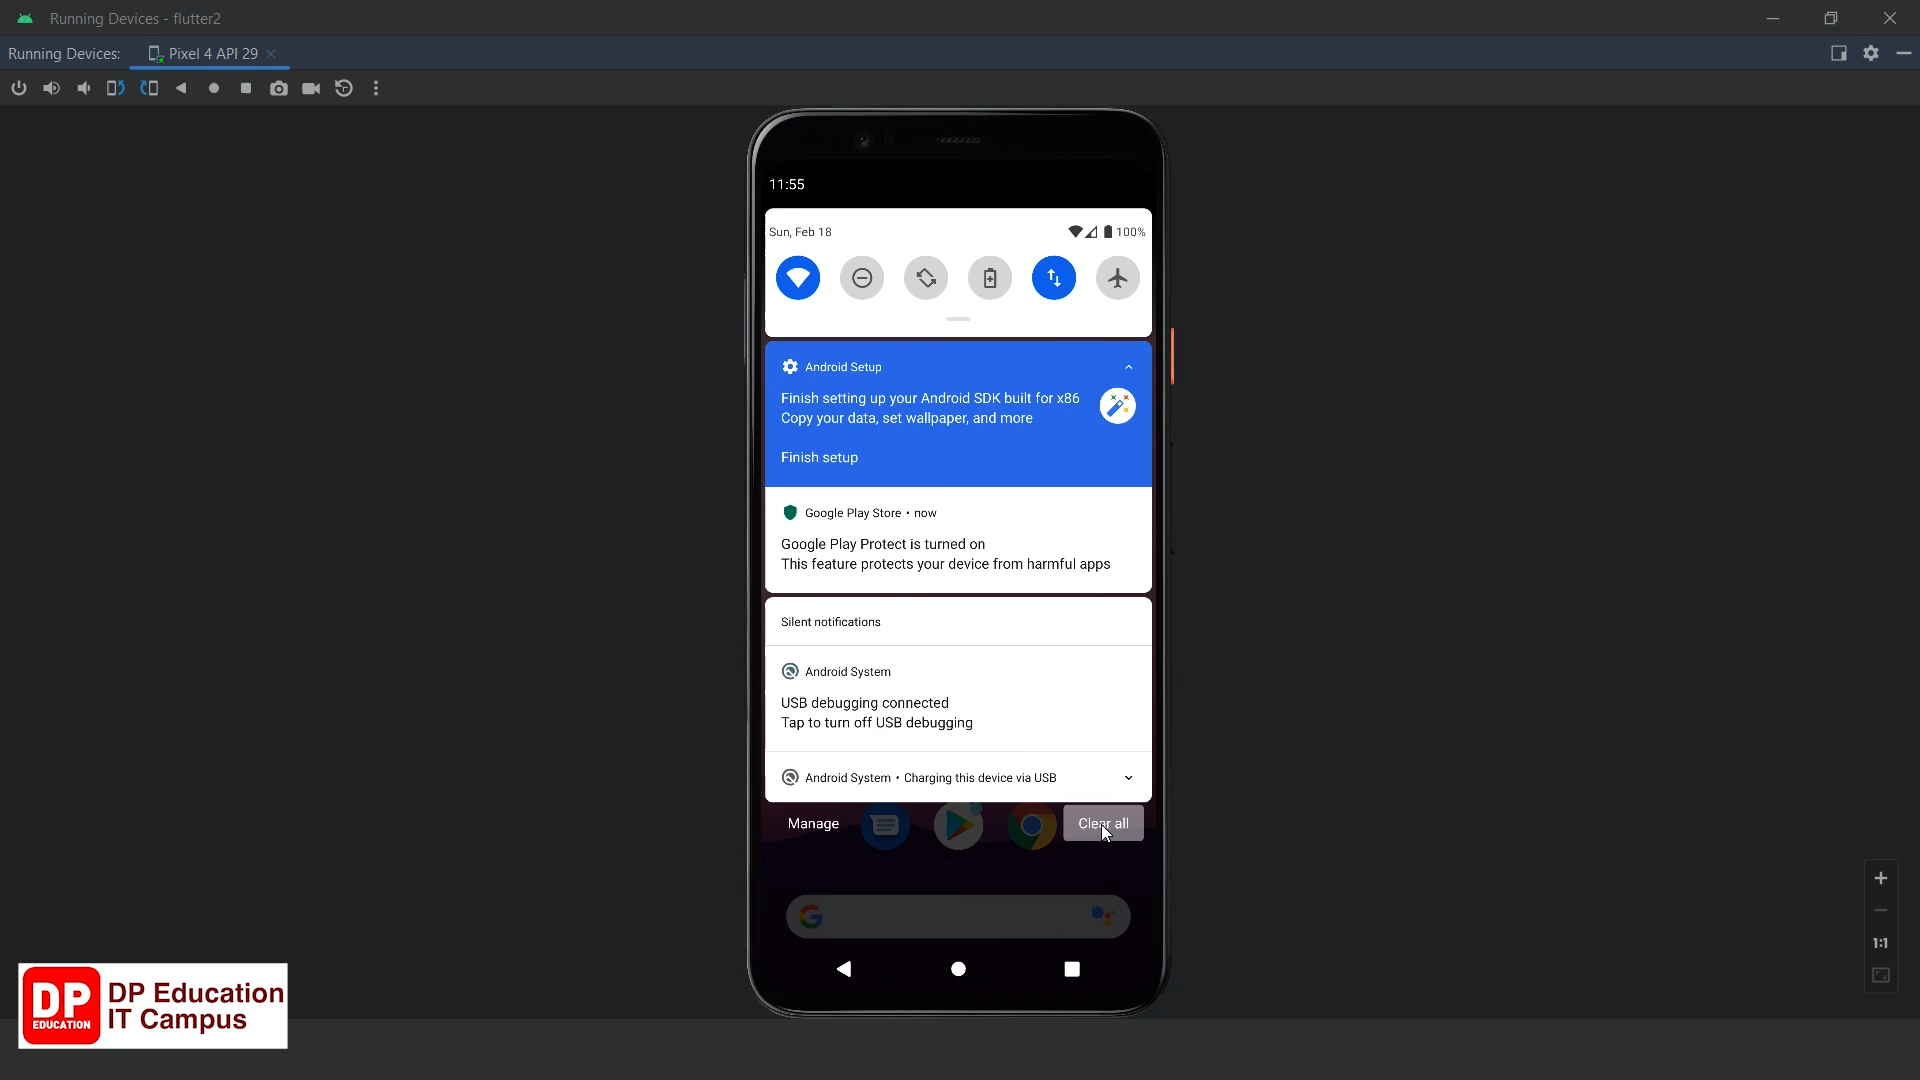 Running Devices - flutter2
Running Devices:
Pixel 4 API 29
11:55
Sun, Feb 18
100%
Android Setup
Finish setting up your Android SDK built for x86
Copy your data, set wallpaper, and more
Finish setup
Google Play Store • now
Google Play Protect is turned on
This feature protects your device from harmful apps
Silent notifications
Android System
USB debugging connected
Tap to turn off USB debugging
Android System • Charging this device via USB
Manage
Clear all
1:1
DP
EDUCATION
DP Education
IT Campus